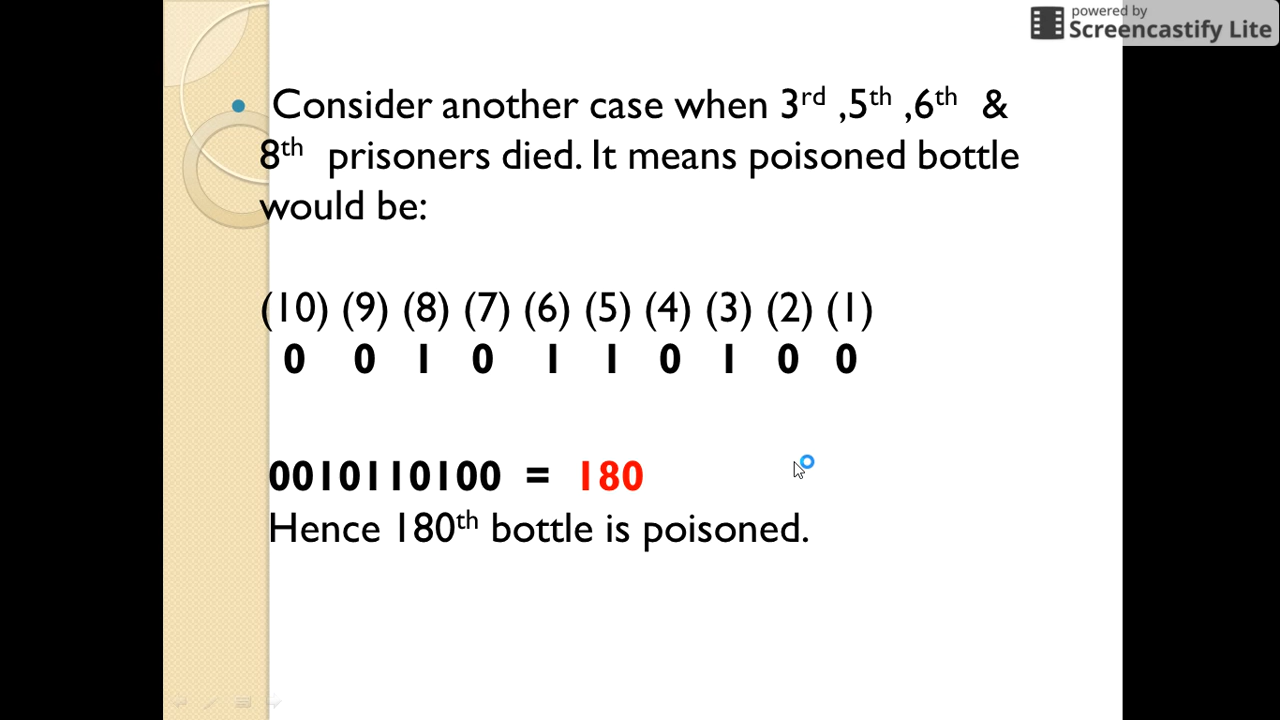 powered by
Screencastify Lite
• Consider another case when 3rd ,5th ,6th &
8th prisoners died. It means poisoned bottle
would be:
(10) (9) (8) (7) (6) (5) (4) (3) (2) (1)
0 0 1 0 1 1 0 1 0 0
0010110100 = 180
Hence 180th bottle is poisoned.